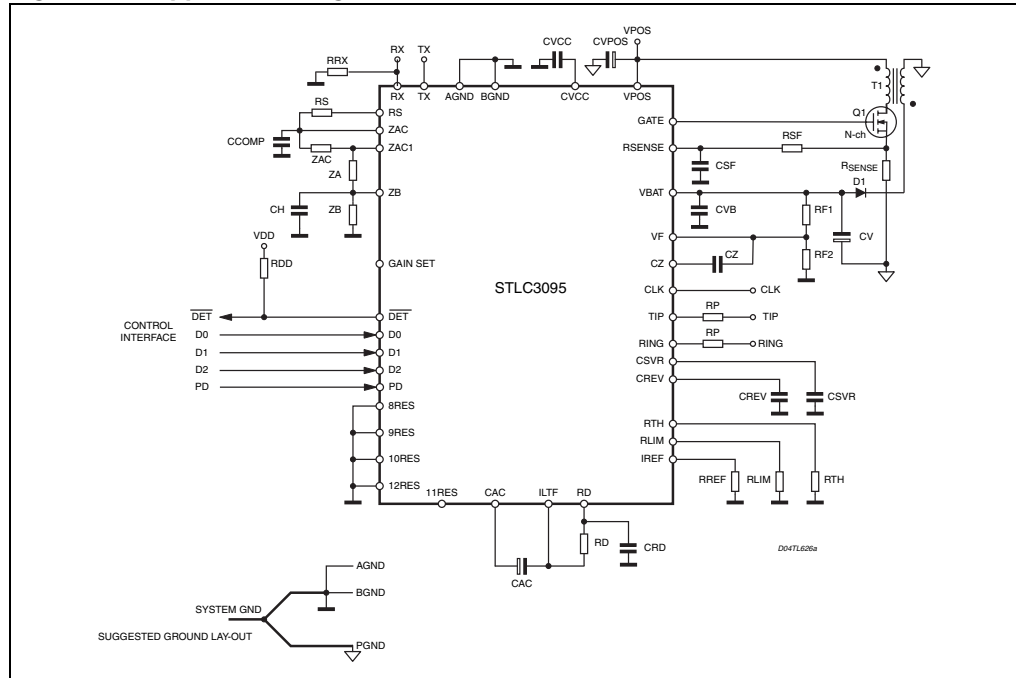 VPOS
RX TX CVCC CVPOS
RRX
RX TX AGND BGND CVCC VPOS
T1
RS
RS
Q1
GATE
N-ch
ZAC
CCOMP
RSF
RSENSE
ZAC1
ZAC
CSF
RSENSE
ZA
D1
ZB
VBAT
CH
ZB
CVB
RF1
VDD
CV
VF
RDD
CZ
RF2
GAIN SET
CZ
STLC3095
CLK
CLK
RP
DET
DET
TIP
TIP
CONTROL
INTERFACE
D0
D0
RP
RING
RING
D1
D1
CSVR
D2
D2
CREV
PD
PD
CREV
CSVR
8RES
RTH
9RES
RLIM
10RES
IREF
RREF
RLIM
RTH
12RES
11RES
CAC
ILTF
RD
RD
CRD
D04TL626a
CAC
AGND
BGND
SYSTEM GND
SUGGESTED GROUND LAY-OUT
PGND